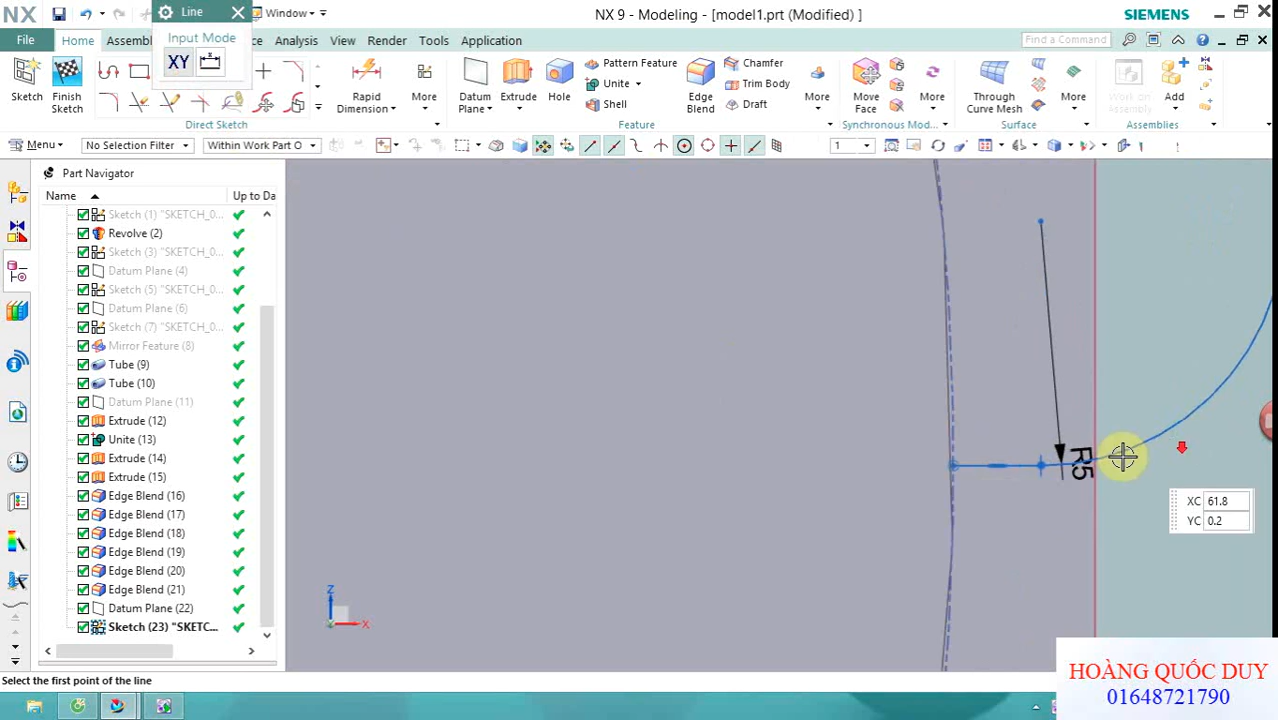 NX
Window
NX 9 - Modeling - [model1.prt (Modified) ]
SIEMENS
Line
Input Mode
XY
File
Home
Assemb
ce
Analysis
View
Render
Tools
Application
Find a Command
Sketch
Finish
Sketch
Rapid
Dimension
More
Datum
Plane
Extrude
Hole
Pattern Feature
Unite
Shell
Edge
Blend
Chamfer
Trim Body
Draft
More
Move
Face
More
Through
Curve Mesh
More
Work on
Assembly
Add
Direct Sketch
Feature
Synchronous Mod...
Surface
Assemblies
Menu
No Selection Filter
Within Work Part O
1
Part Navigator
Name
Up to Da
Sketch (1) "SKETCH_0...
Revolve (2)
Sketch (3) "SKETCH_0...
Datum Plane (4)
Sketch (5) "SKETCH_0...
Datum Plane (6)
Sketch (7) "SKETCH_0...
Mirror Feature (8)
Tube (9)
Tube (10)
Datum Plane (11)
Extrude (12)
Unite (13)
Extrude (14)
Extrude (15)
Edge Blend (16)
Edge Blend (17)
Edge Blend (18)
Edge Blend (19)
Edge Blend (20)
Edge Blend (21)
Datum Plane (22)
Sketch (23) "SKETC...
R5
XC 61.8
YC 0.2
Z
X
Select the first point of the line
HOÀNG QUỐC DUY
01648721790